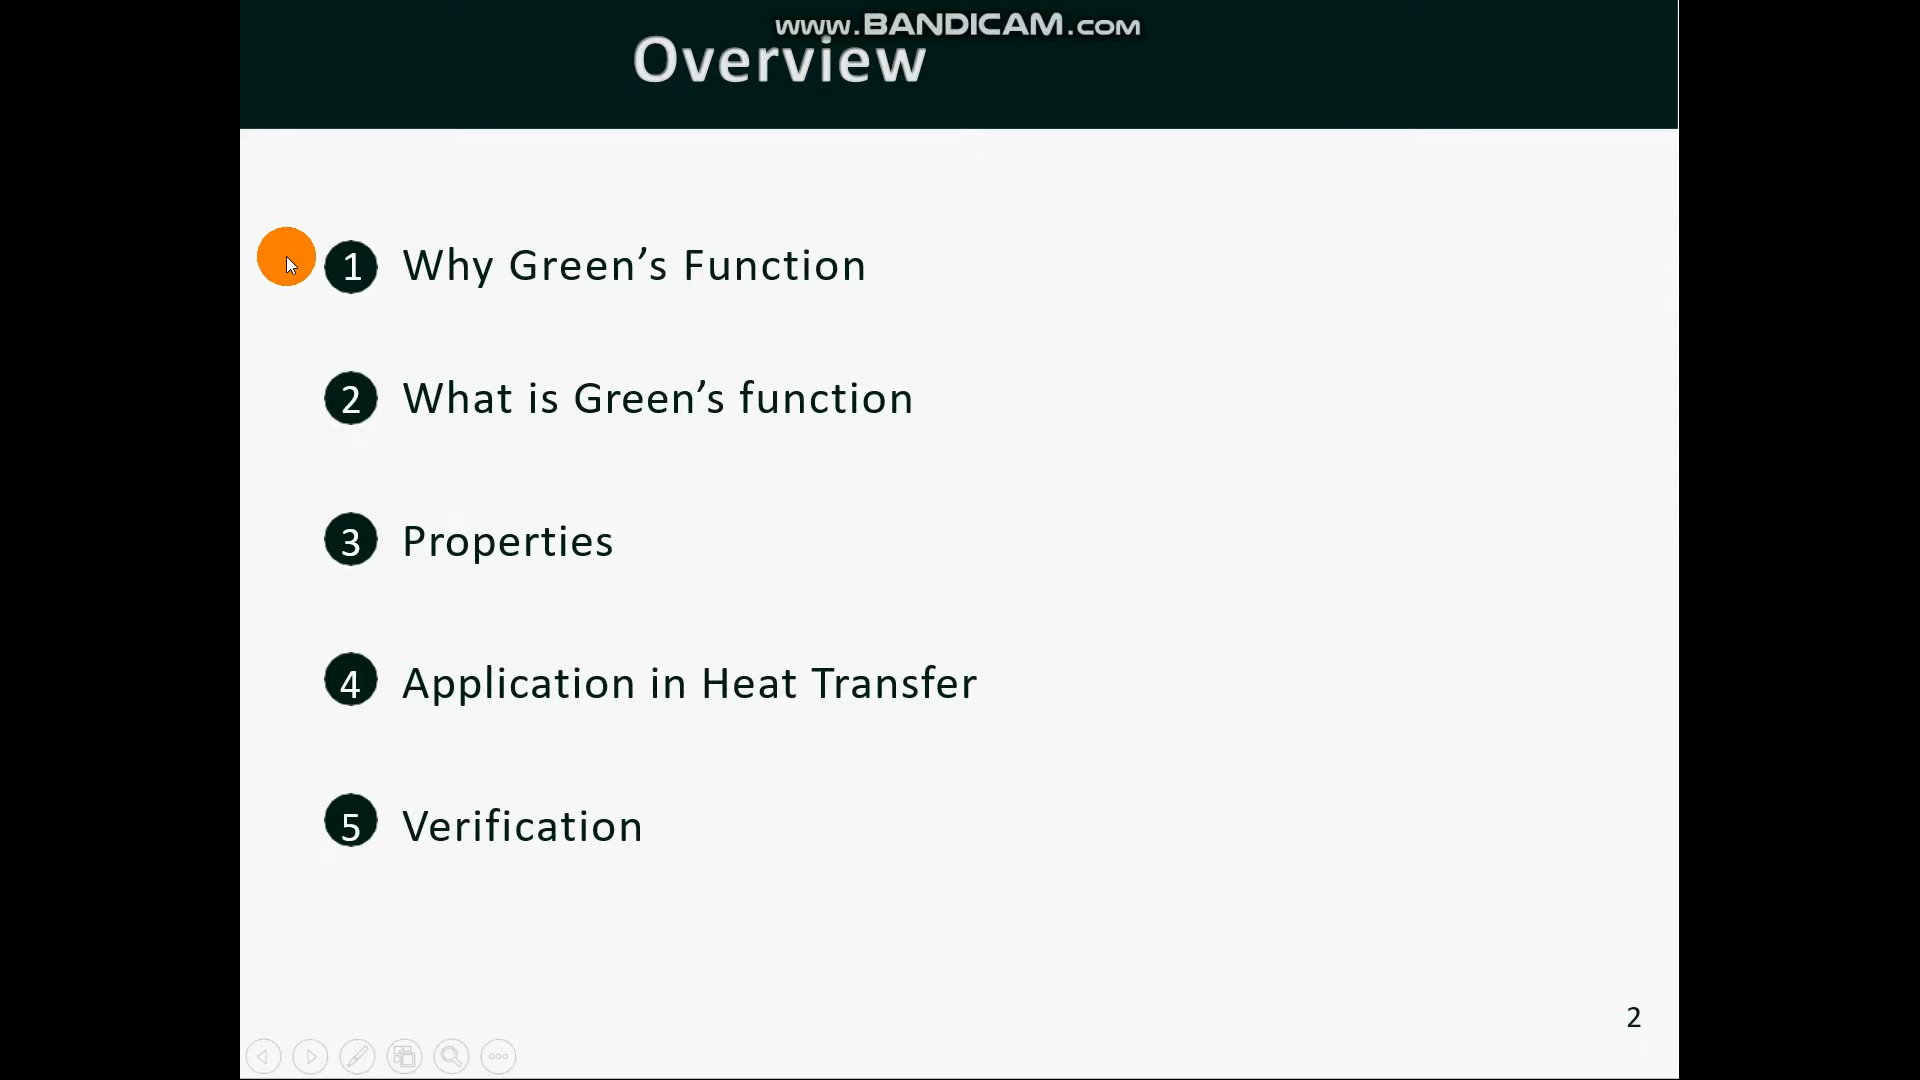 www.BANDICAM.com
Overview
1 Why Green’s Function
2 What is Green’s function
3 Properties
4 Application in Heat Transfer
5 Verification
2